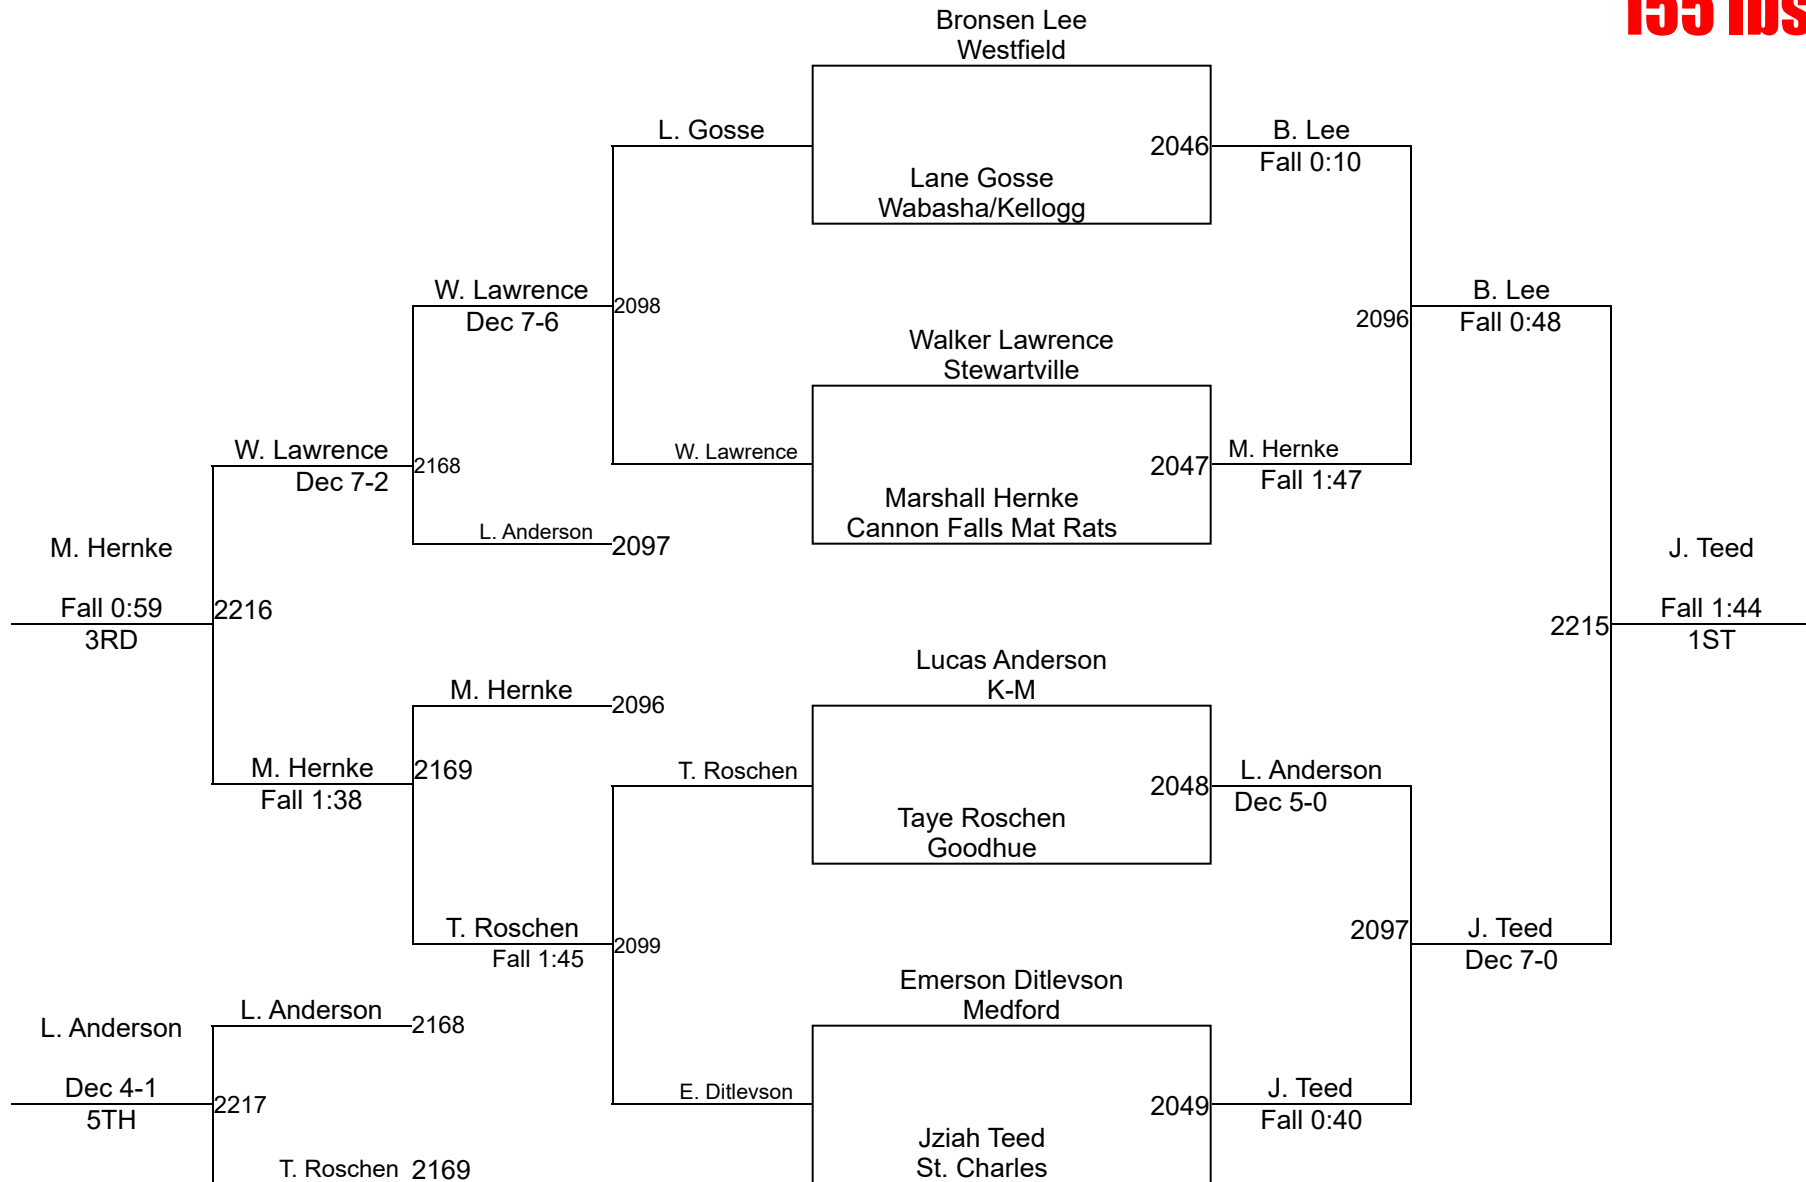 155 lbs
Bronsen Lee
Westfield
L. Gosse
2046
B. Lee
Fall 0:10
Lane Gosse
Wabasha/Kellogg
W. Lawrence
Dec 7-6
2098
2096
B. Lee
Fall 0:48
Walker Lawrence
Stewartville
W. Lawrence
Dec 7-2
2168
W. Lawrence
2047
M. Hernke
Fall 1:47
Marshall Hernke
Cannon Falls Mat Rats
L. Anderson
2097
M. Hernke
Fall 0:59
3RD
2216
J. Teed
Fall 1:44
1ST
2215
Lucas Anderson
K-M
M. Hernke
2096
M. Hernke
Fall 1:38
2169
T. Roschen
2048
L. Anderson
Dec 5-0
Taye Roschen
Goodhue
T. Roschen
Fall 1:45
2099
2097
J. Teed
Dec 7-0
Emerson Ditlevson
Medford
L. Anderson
2168
L. Anderson
Dec 4-1
5TH
2217
E. Ditlevson
2049
J. Teed
Fall 0:40
Jziah Teed
St. Charles
T. Roschen
2169